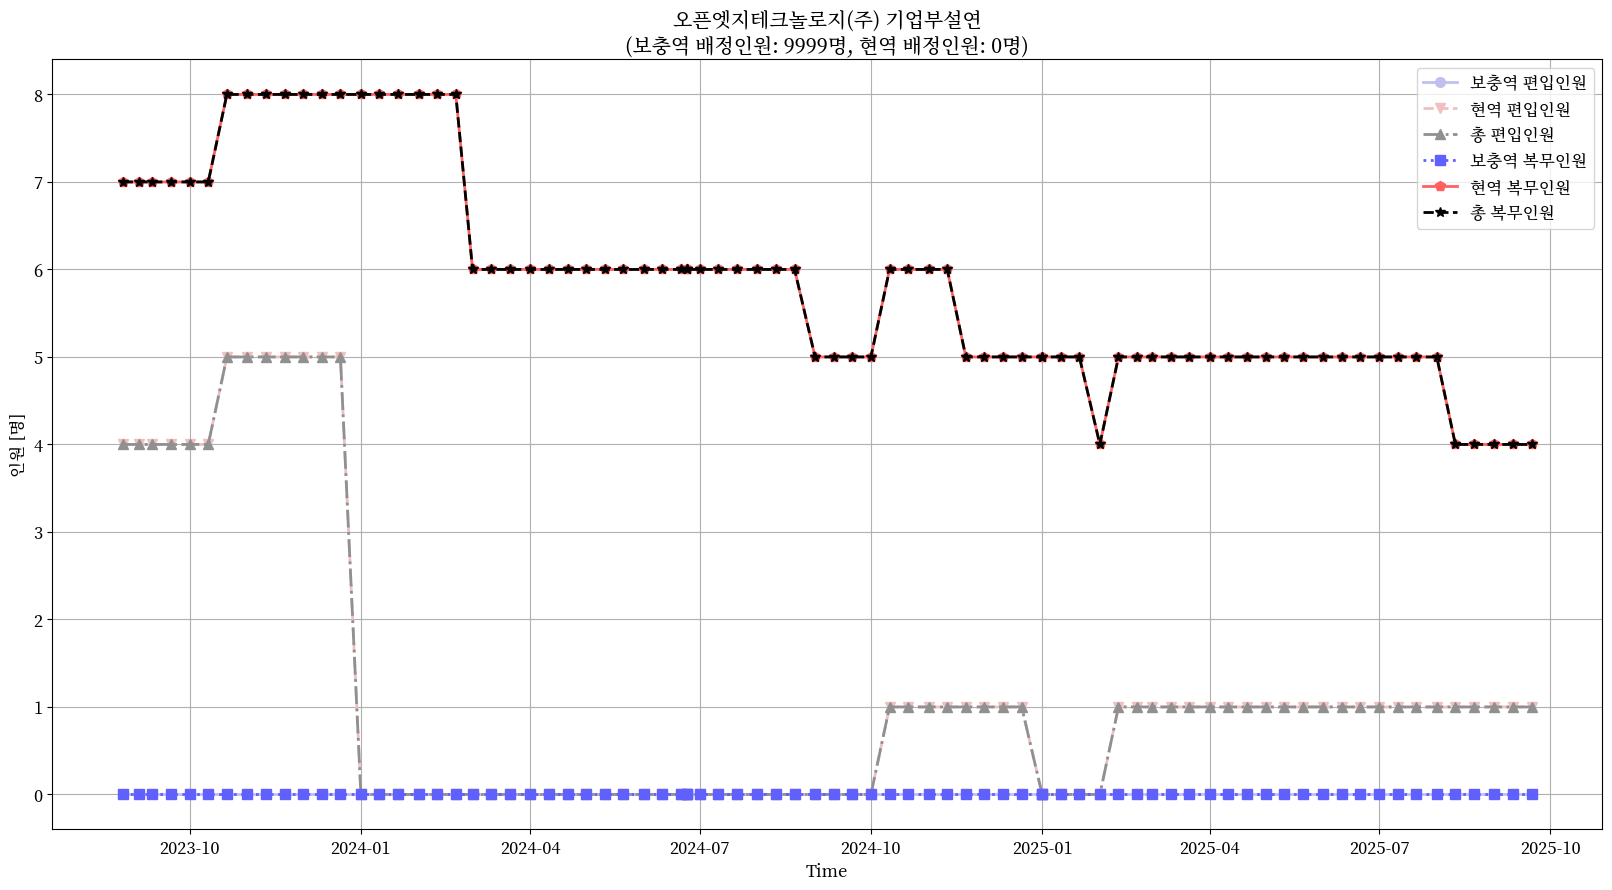 오픈엣지테크놀로지(주) 기업부설연
(보충역 배정인원: 9999명, 현역 배정인원: 0명)
보충역 편입인원
현역 편입인원
총 편입인원
보충역 복무인원
현역 복무인원
총 복무인원
인원 [명]
8
7
6
5
4
3
2
1
0
2023-10
2024-01
2024-04
2024-07
2024-10
2025-01
2025-04
2025-07
2025-10
Time